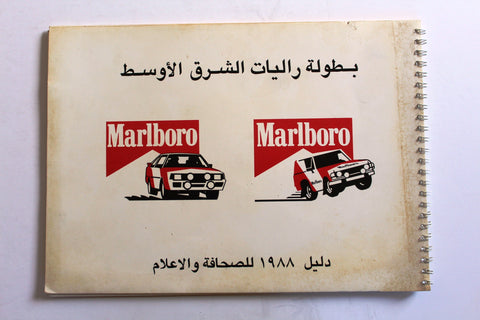 بطولة راليات الشرق الأوسط
Marlboro
Marlboro
دليل ١٩٨٨ للصحافة والاعلام